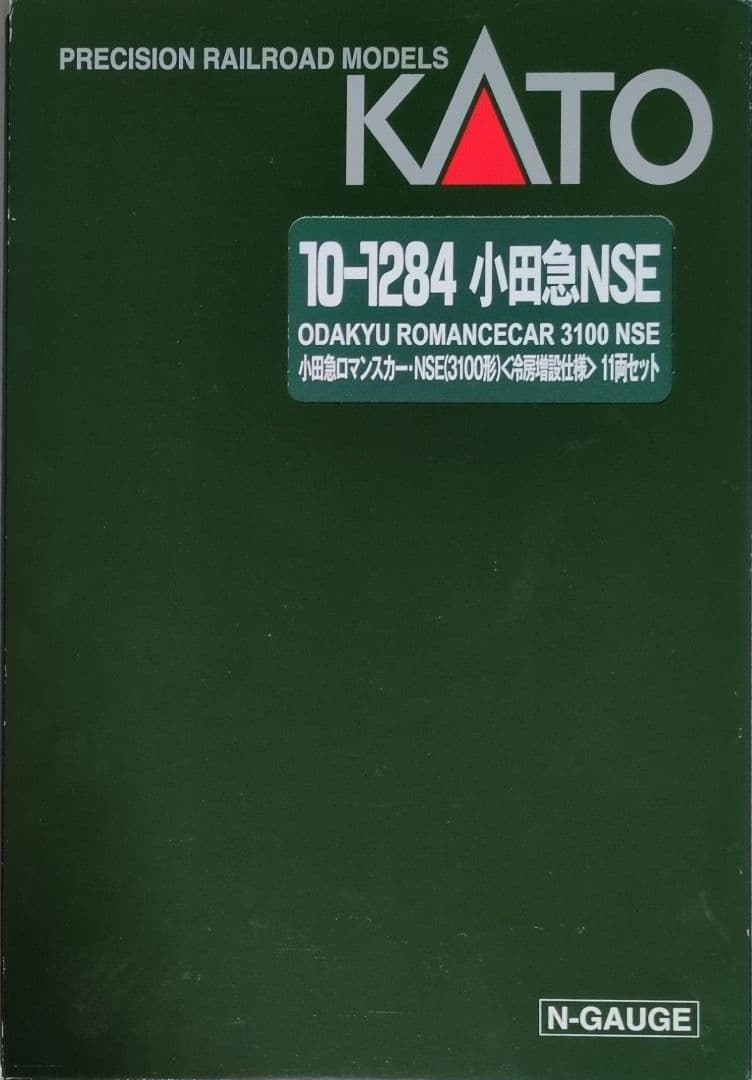 PRECISION RAILROAD MODELS
KATO
10-1284 小田急NSE
ODAKYU ROMANCECAR 3100 NSE
小田急ロマンスカー・NSE(3100形)<冷房増設仕様> 11両セット
N-GAUGE